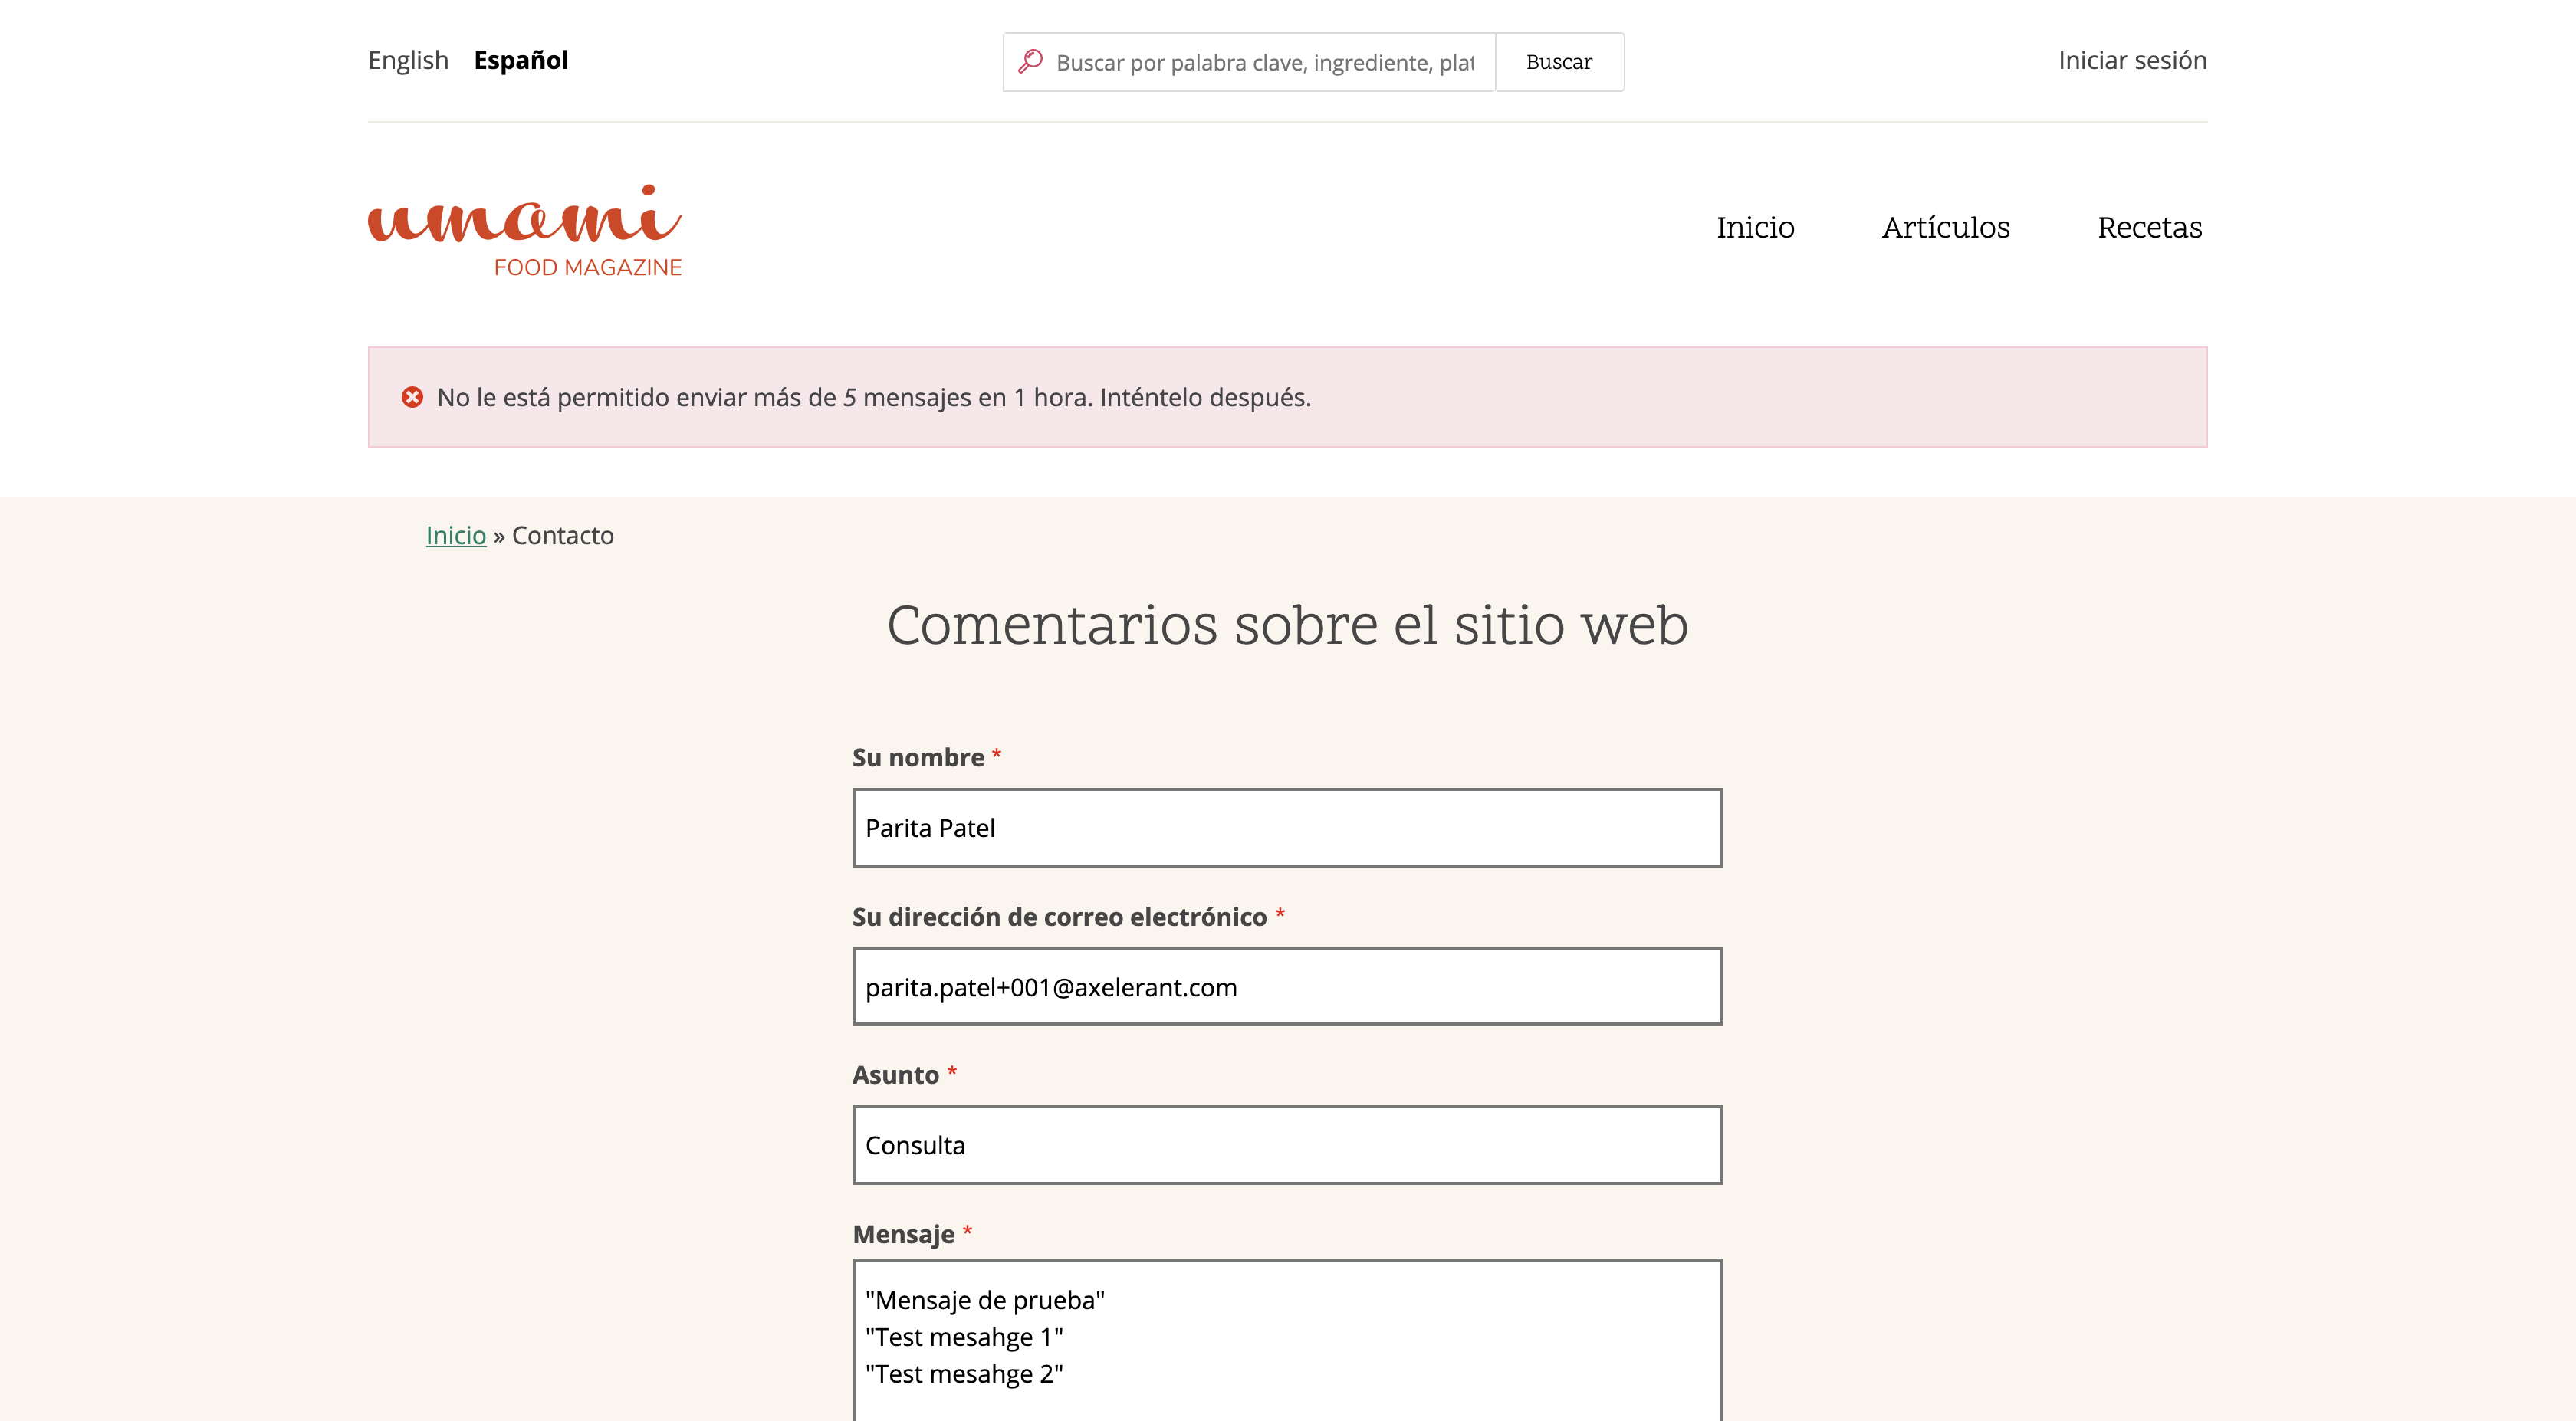 English Español
Buscar por palabra clave, ingrediente, plat
Buscar
Iniciar sesión
umami
FOOD MAGAZINE
Inicio Artículos Recetas
No le está permitido enviar más de 5 mensajes en 1 hora. Inténtelo después.
Inicio » Contacto
Comentarios sobre el sitio web
Su nombre *
Parita Patel
Su dirección de correo electrónico *
parita.patel+001@axelerant.com
Asunto *
Consulta
Mensaje *
"Mensaje de prueba"
"Test mesahge 1"
"Test mesahge 2"